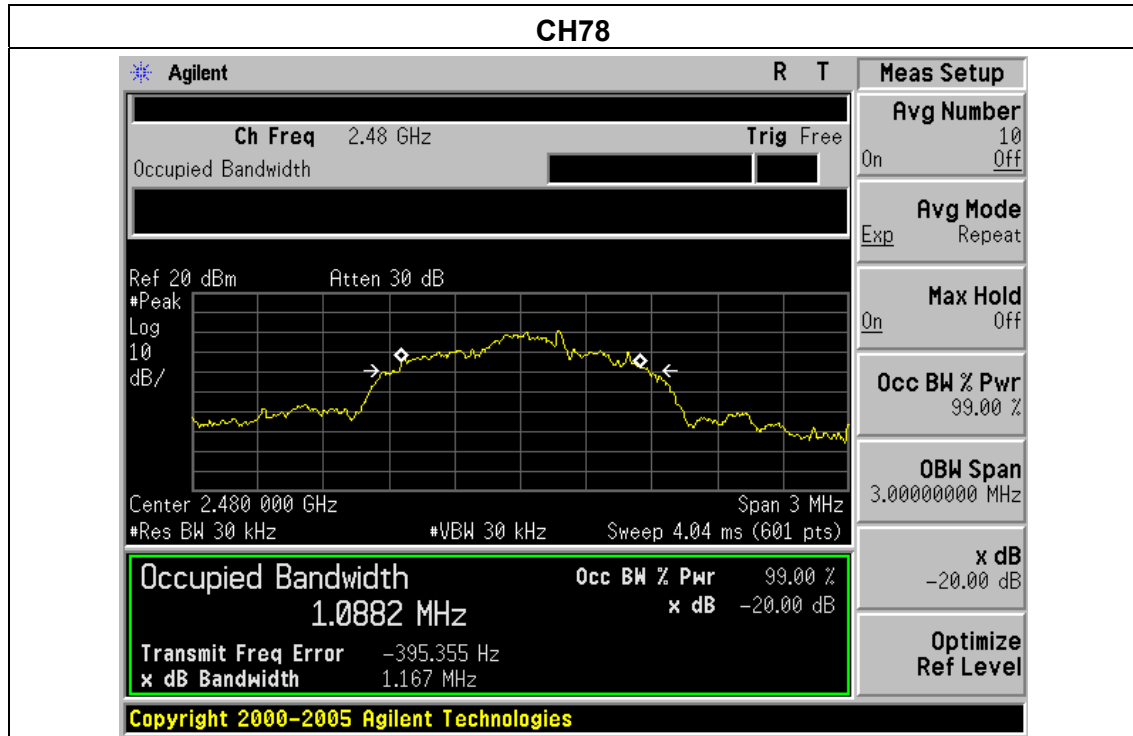 CH78
Agilent R T
Ch Freq 2.48 GHz Trig Free
Occupied Bandwidth
Ref 20 dBm Atten 30 dB
#Peak
Log
10
dB/
Center 2.480 000 GHz Span 3 MHz
#Res BW 30 kHz #VBW 30 kHz Sweep 4.04 ms (601 pts)
Occupied Bandwidth Occ BW % Pwr 99.00 %
1.0882 MHz x dB -20.00 dB
Transmit Freq Error -395.355 Hz
x dB Bandwidth 1.167 MHz
Copyright 2000-2005 Agilent Technologies
Meas Setup
Avg Number
10
On Off
Avg Mode
Exp Repeat
Max Hold
On Off
Occ BW % Pwr
99.00 %
OBW Span
3.00000000 MHz
x dB
-20.00 dB
Optimize
Ref Level